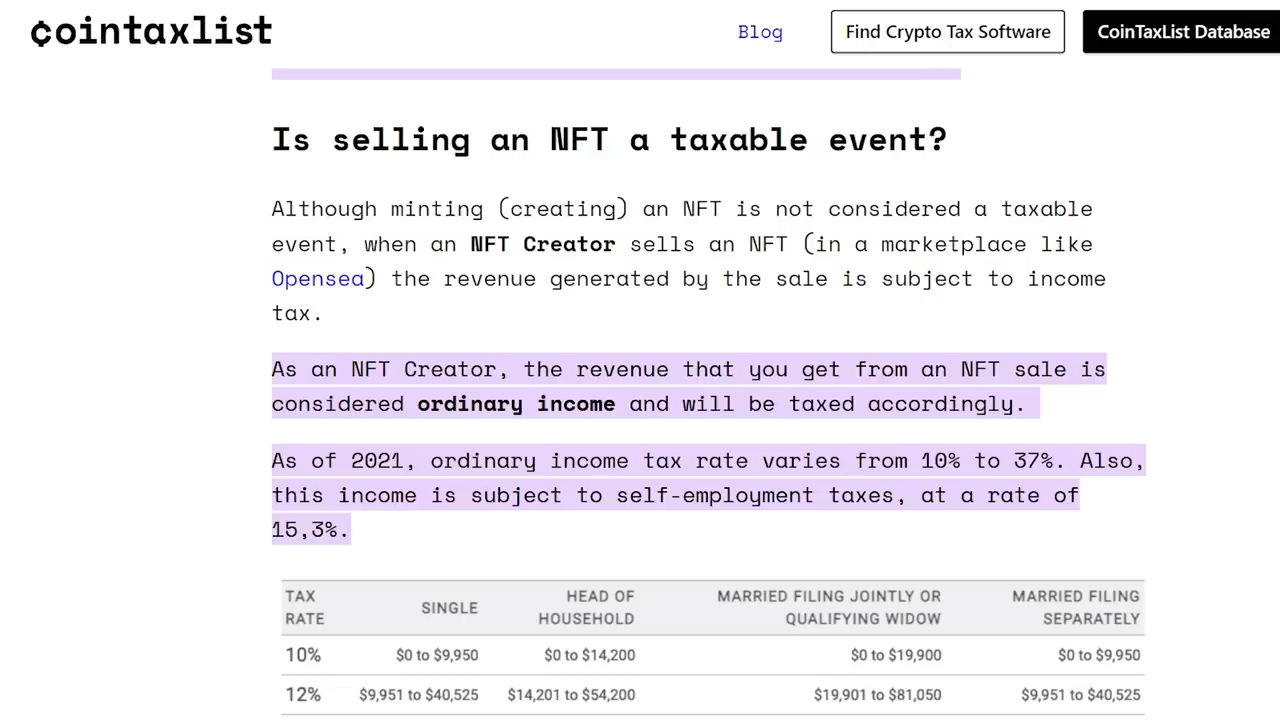 ¢ointaxlist
Blog
Find Crypto Tax Software
CoinTaxList Database
Is selling an NFT a taxable event?
Although minting (creating) an NFT is not considered a taxable
event, when an NFT Creator sells an NFT (in a marketplace like
Opensea) the revenue generated by the sale is subject to income
tax.
As an NFT Creator, the revenue that you get from an NFT sale is
considered ordinary income and will be taxed accordingly.
As of 2021, ordinary income tax rate varies from 10% to 37%. Also,
this income is subject to self-employment taxes, at a rate of
15,3%.
TAX RATE SINGLE HEAD OF HOUSEHOLD MARRIED FILING JOINTLY OR QUALIFYING WIDOW MARRIED FILING SEPARATELY
10% $0 to $9,950 $0 to $14,200 $0 to $19,900 $0 to $9,950
12% $9,951 to $40,525 $14,201 to $54,200 $19,901 to $81,050 $9,951 to $40,525